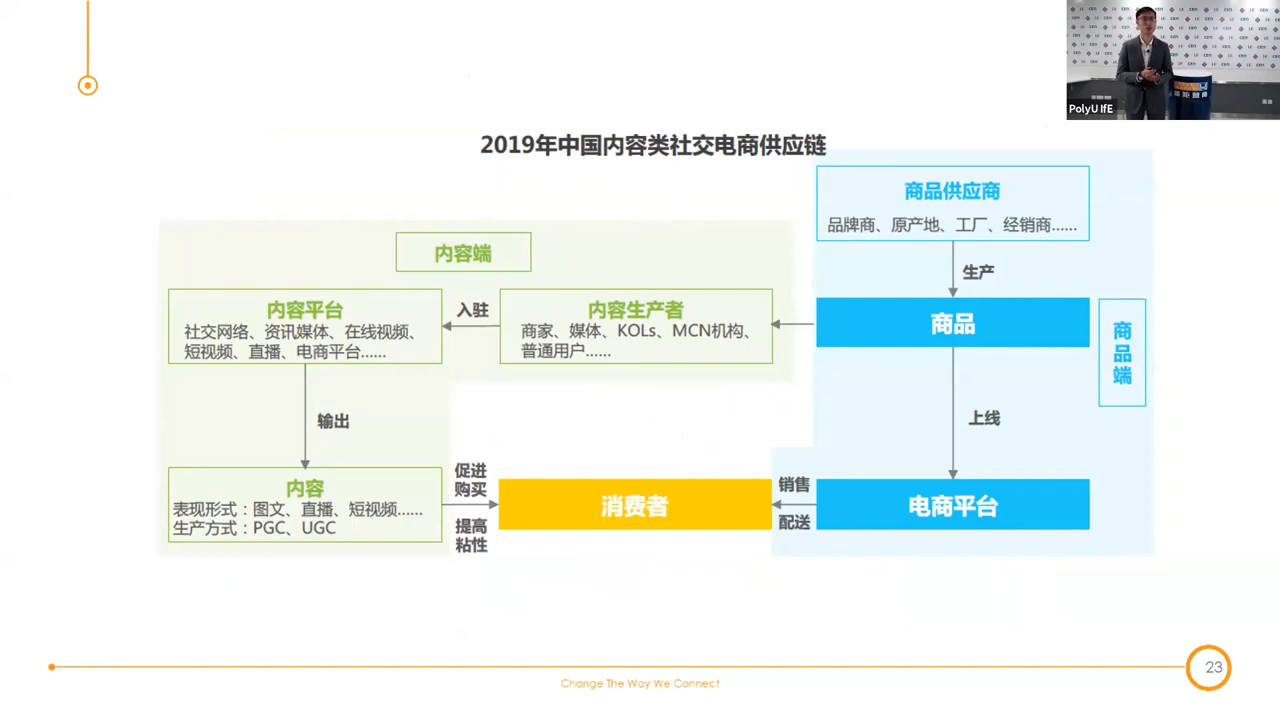 PolyU IfE
2019年中国内容类社交电商供应链
商品供应商
品牌商、原产地、工厂、经销商......
内容端
生产
内容平台
社交网络、资讯媒体、在线视频、
短视频、直播、电商平台......
入驻
内容生产者
商家、媒体、KOLs、MCN机构、
普通用户......
商品
商品端
输出
上线
内容
表现形式：图文、直播、短视频......
生产方式：PGC、UGC
促进
购买
提高
粘性
消费者
销售
配送
电商平台
23
Change The Way We Connect